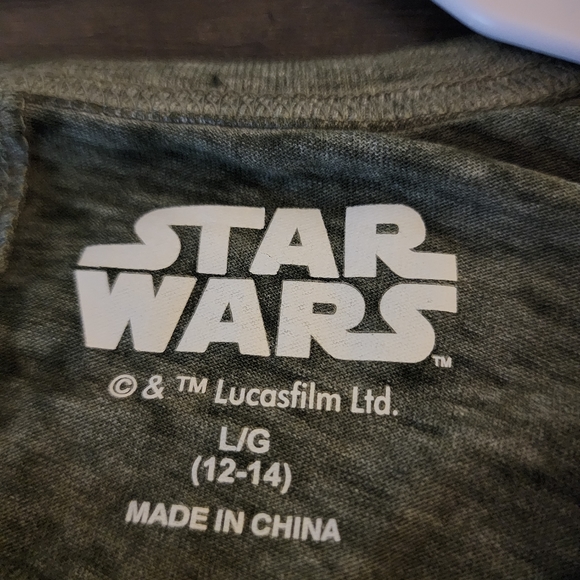 STAR
WARS
™
© & ™ Lucasfilm Ltd.
L/G
(12-14)
MADE IN CHINA